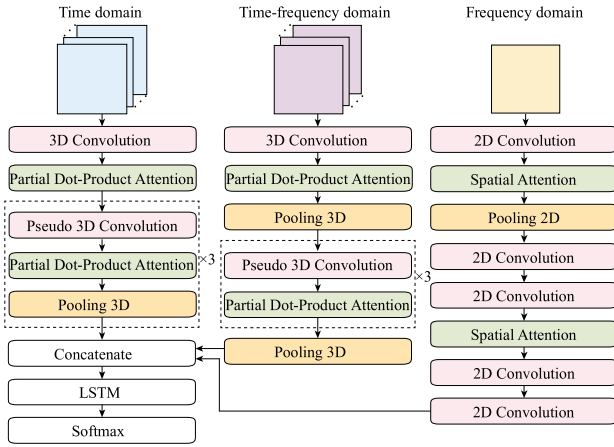 Time domain
3D Convolution
Partial Dot-Product Attention
Pseudo 3D Convolution
Partial Dot-Product Attention
Pooling 3D
×3
Concatenate
LSTM
Softmax
Time-frequency domain
3D Convolution
Partial Dot-Product Attention
Pooling 3D
Pseudo 3D Convolution
Partial Dot-Product Attention
×3
Pooling 3D
Frequency domain
2D Convolution
Spatial Attention
Pooling 2D
2D Convolution
2D Convolution
Spatial Attention
2D Convolution
2D Convolution